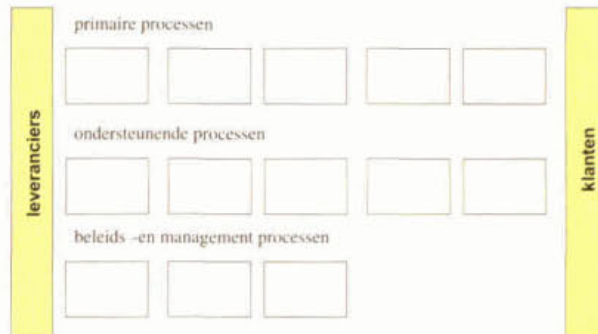 primaire processen
leveranciers
klanten
ondersteunende processen
beleids -en management processen